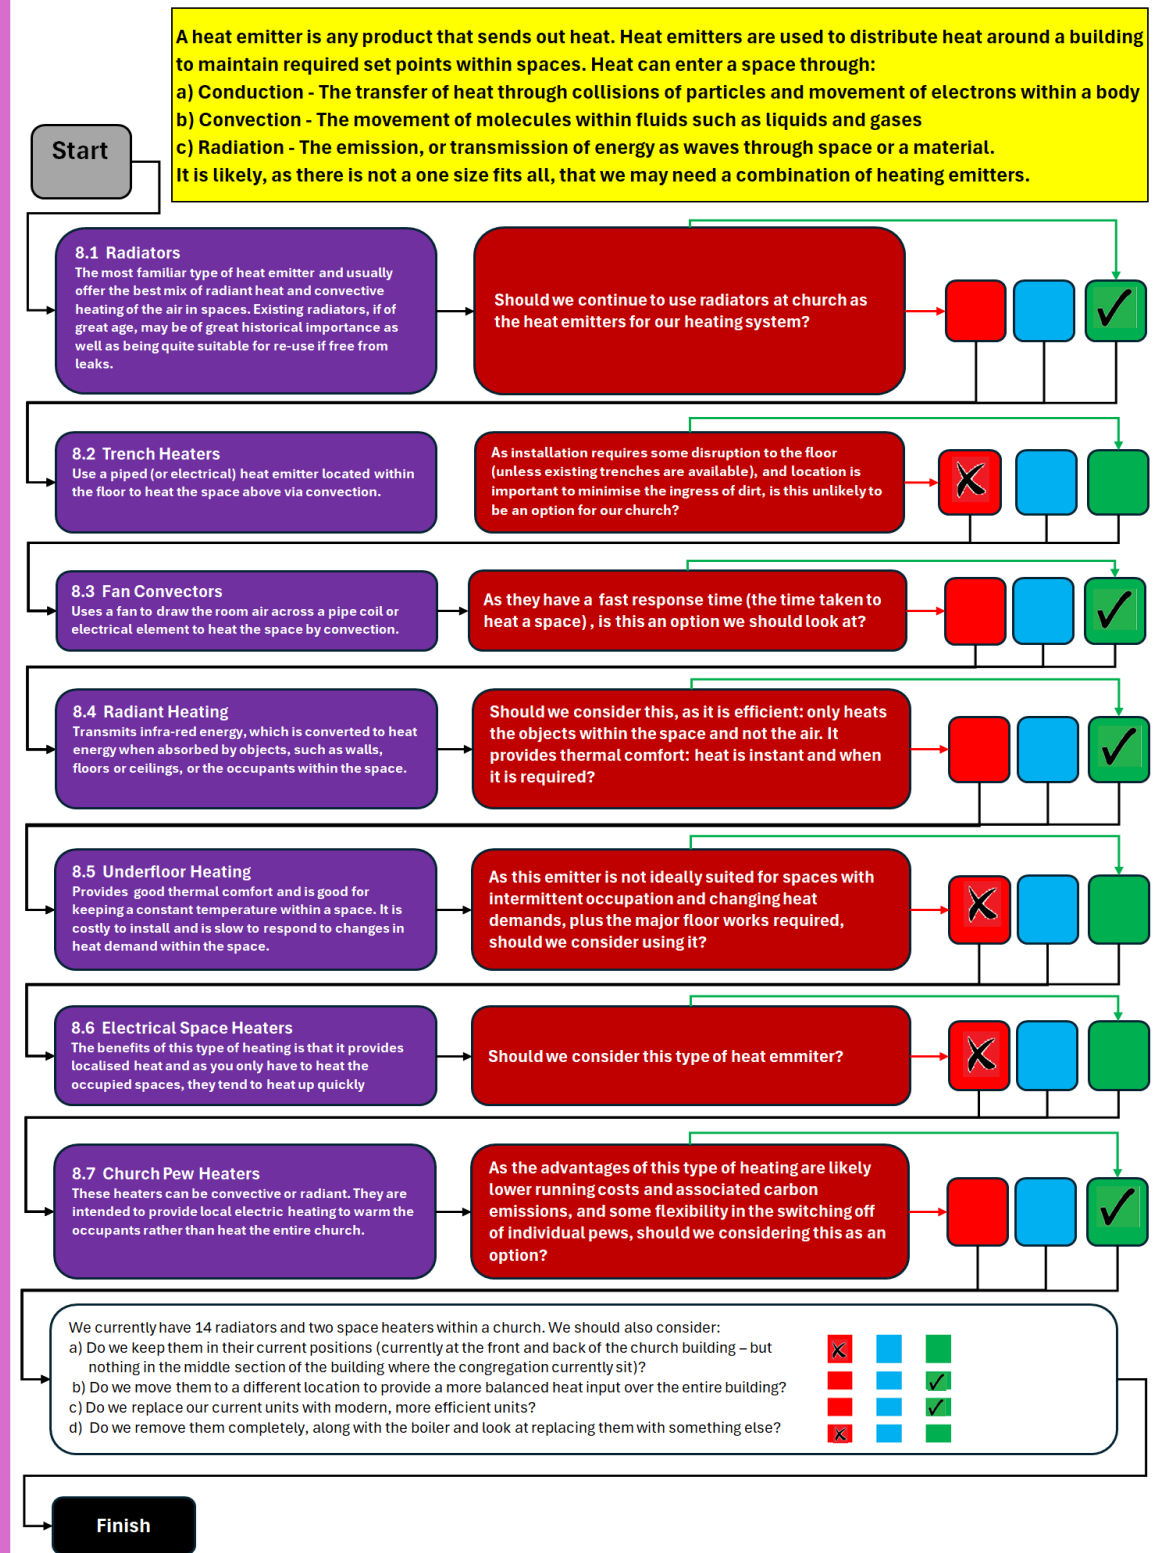 A heat emitter is any product that sends out heat. Heat emitters are used to distribute heat around a building
to maintain required set points within spaces. Heat can enter a space through:
a) Conduction - The transfer of heat through collisions of particles and movement of electrons within a body
b) Convection - The movement of molecules within fluids such as liquids and gases
c) Radiation - The emission, or transmission of energy as waves through space or a material.
It is likely, as there is not a one size fits all, that we may need a combination of heating emitters.
Start
8.1 Radiators
The most familiar type of heat emitter and usually
offer the best mix of radiant heat and convective
heating of the air in spaces. Existing radiators, if of
great age, may be of great historical importance as
well as being quite suitable for re-use if free from
leaks.
Should we continue to use radiators at church as
the heat emitters for our heating system?
8.2 Trench Heaters
Use a piped (or electrical) heat emitter located within
the floor to heat the space above via convection.
As installation requires some disruption to the floor
(unless existing trenches are available), and location is
important to minimise the ingress of dirt, is this unlikely to
be an option for our church?
8.3 Fan Convectors
Uses a fan to draw the room air across a pipe coil or
electrical element to heat the space by convection.
As they have a fast response time (the time taken to
heat a space) , is this an option we should look at?
8.4 Radiant Heating
Transmits infra-red energy, which is converted to heat
energy when absorbed by objects, such as walls,
floors or ceilings, or the occupants within the space.
Should we consider this, as it is efficient: only heats
the objects within the space and not the air. It
provides thermal comfort: heat is instant and when
it is required?
8.5 Underfloor Heating
Provides good thermal comfort and is good for
keeping a constant temperature within a space. It is
costly to install and is slow to respond to changes in
heat demand within the space.
As this emitter is not ideally suited for spaces with
intermittent occupation and changing heat
demands, plus the major floor works required,
should we consider using it?
8.6 Electrical Space Heaters
The benefits of this type of heating is that it provides
localised heat and as you only have to heat the
occupied spaces, they tend to heat up quickly
Should we consider this type of heat emmiter?
8.7 Church Pew Heaters
These heaters can be convective or radiant. They are
intended to provide local electric heating to warm the
occupants rather than heat the entire church.
As the advantages of this type of heating are likely
lower running costs and associated carbon
emissions, and some flexibility in the switching off
of individual pews, should we considering this as an
option?
We currently have 14 radiators and two space heaters within a church. We should also consider:
a) Do we keep them in their current positions (currently at the front and back of the church building – but
nothing in the middle section of the building where the congregation currently sit)?
b) Do we move them to a different location to provide a more balanced heat input over the entire building?
c) Do we replace our current units with modern, more efficient units?
d) Do we remove them completely, along with the boiler and look at replacing them with something else?
Finish